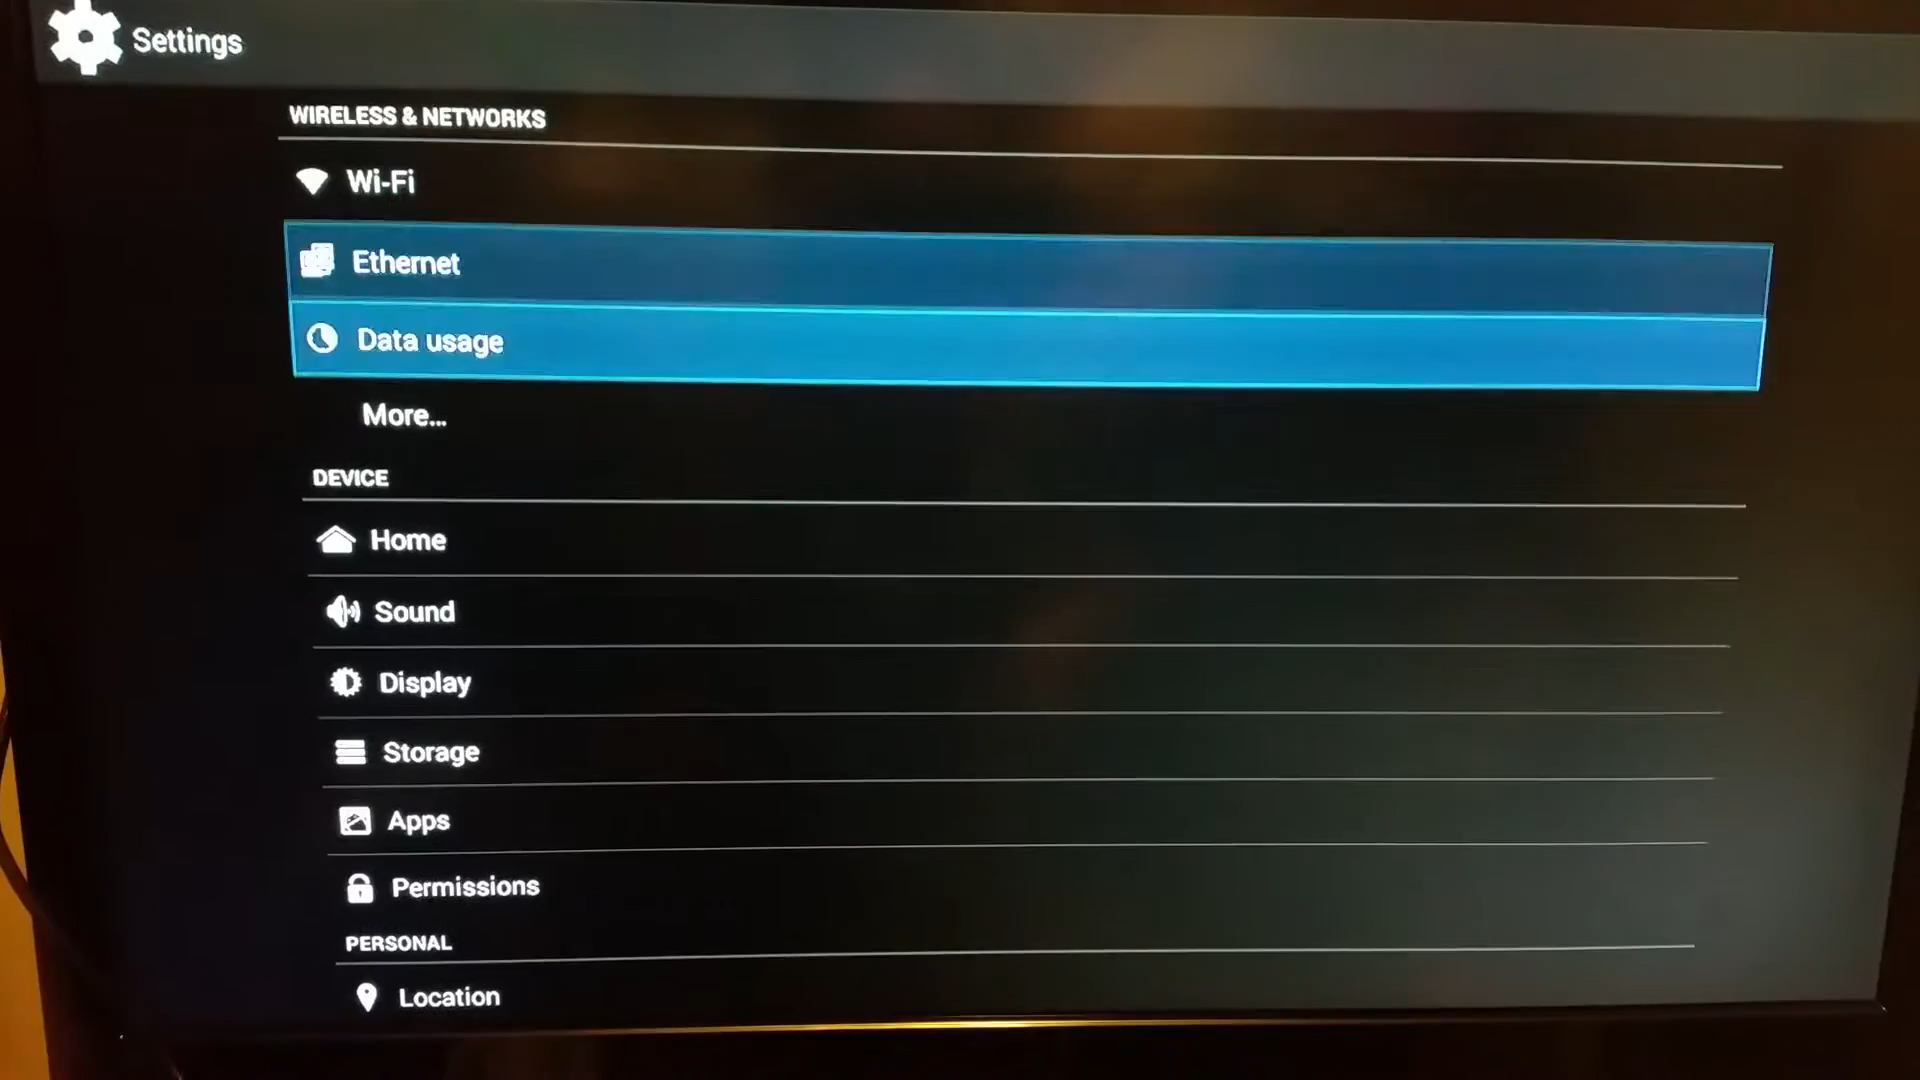 Settings
WIRELESS & NETWORKS
Wi-Fi
Ethernet
Data usage
More...
DEVICE
Home
Sound
Display
Storage
Apps
Permissions
PERSONAL
Location